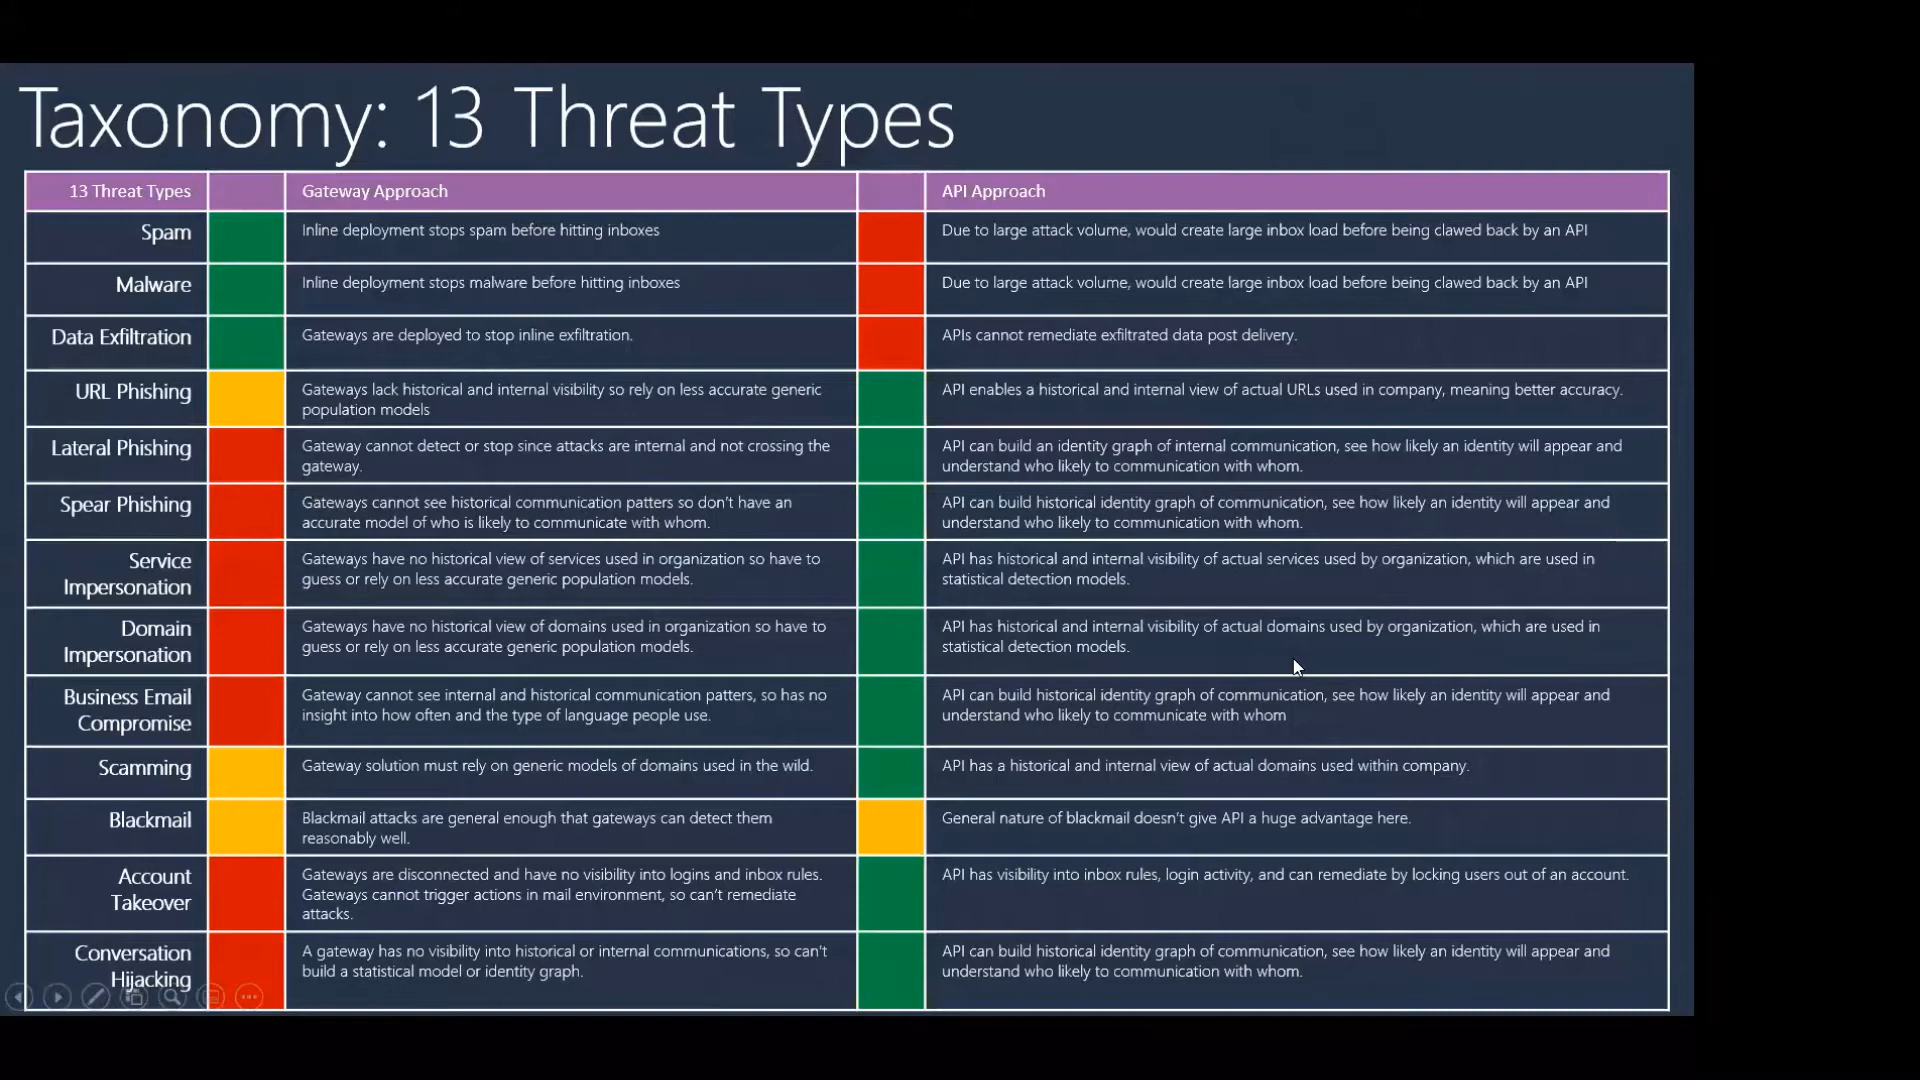 Taxonomy: 13 Threat Types
13 Threat Types
Gateway Approach
API Approach
Spam
Inline deployment stops spam before hitting inboxes
Due to large attack volume, would create large inbox load before being clawed back by an API
Malware
Inline deployment stops malware before hitting inboxes
Due to large attack volume, would create large inbox load before being clawed back by an API
Data Exfiltration
Gateways are deployed to stop inline exfiltration.
APIs cannot remediate exfiltrated data post delivery.
URL Phishing
Gateways lack historical and internal visibility so rely on less accurate generic
population models
API enables a historical and internal view of actual URLs used in company, meaning better accuracy.
Lateral Phishing
Gateway cannot detect or stop since attacks are internal and not crossing the
gateway.
API can build an identity graph of internal communication, see how likely an identity will appear and
understand who likely to communication with whom.
Spear Phishing
Gateways cannot see historical communication patters so don't have an
accurate model of who is likely to communicate with whom.
API can build historical identity graph of communication, see how likely an identity will appear and
understand who likely to communication with whom.
Service
Impersonation
Gateways have no historical view of services used in organization so have to
guess or rely on less accurate generic population models.
API has historical and internal visibility of actual services used by organization, which are used in
statistical detection models.
Domain
Impersonation
Gateways have no historical view of domains used in organization so have to
guess or rely on less accurate generic population models.
API has historical and internal visibility of actual domains used by organization, which are used in
statistical detection models.
Business Email
Compromise
Gateway cannot see internal and historical communication patters, so has no
insight into how often and the type of language people use.
API can build historical identity graph of communication, see how likely an identity will appear and
understand who likely to communicate with whom
Scamming
Gateway solution must rely on generic models of domains used in the wild.
API has a historical and internal view of actual domains used within company.
Blackmail
Blackmail attacks are general enough that gateways can detect them
reasonably well.
General nature of blackmail doesn't give API a huge advantage here.
Account
Takeover
Gateways are disconnected and have no visibility into logins and inbox rules.
Gateways cannot trigger actions in mail environment, so can't remediate
attacks.
API has visibility into inbox rules, login activity, and can remediate by locking users out of an account.
Conversation
Hijacking
A gateway has no visibility into historical or internal communications, so can't
build a statistical model or identity graph.
API can build historical identity graph of communication, see how likely an identity will appear and
understand who likely to communication with whom.